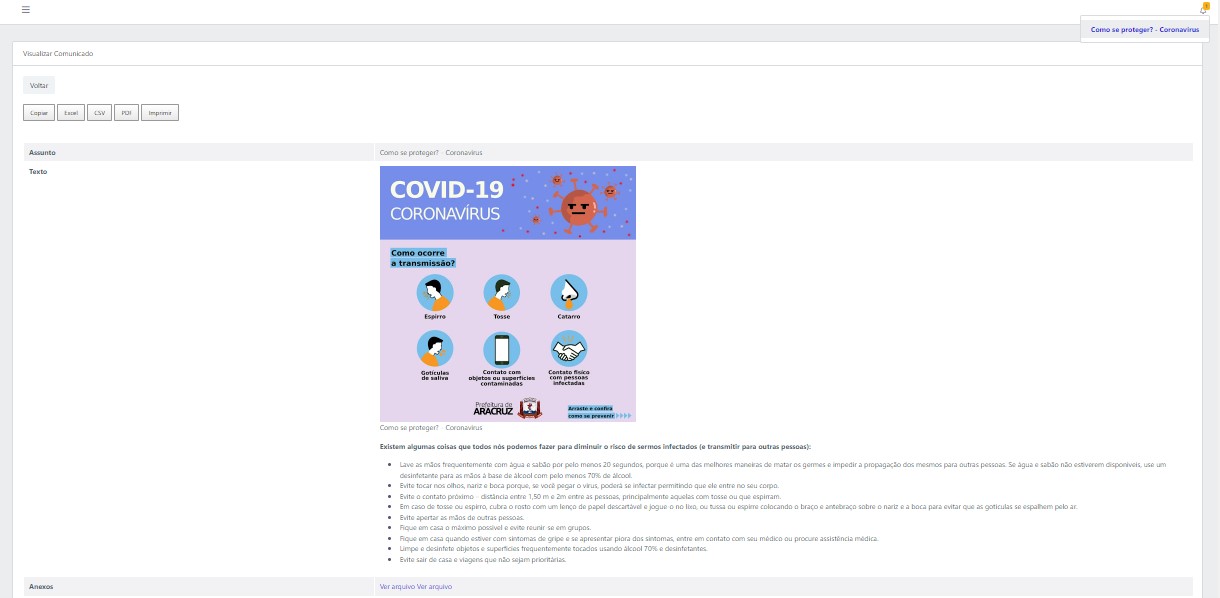 1
Como se proteger? - Coronavirus
Visualizar Comunicado
Voltar
Copiar Excel CSV PDF Imprimir
Assunto Como se proteger? - Coronavirus
Texto
COVID-19
CORONAVÍRUS
Como ocorre
a transmissão?
Espirro Tosse Catarro
Gotículas
de saliva
Contato com
objetos ou superfícies
contaminadas
Contato físico
com pessoas
infectadas
Prefeitura de
ARACRUZ
Arraste e confira
como se prevenir
Como se proteger? - Coronavirus
Existem algumas coisas que todos nós podemos fazer para diminuir o risco de sermos infectados (e transmitir para outras pessoas):
Lave as mãos frequentemente com água e sabão por pelo menos 20 segundos, porque é uma das melhores maneiras de matar os germes e impedir a propagação dos mesmos para outras pessoas. Se água e sabão não estiverem disponíveis, use um
desinfetante para as mãos à base de álcool com pelo menos 70% de álcool.
Evite tocar nos olhos, nariz e boca porque, se você pegar o vírus, poderá se infectar permitindo que ele entre no seu corpo.
Evite o contato próximo - distância entre 1,50 m e 2m entre as pessoas, principalmente aquelas com tosse ou que espirram.
Em caso de tosse ou espirro, cubra o rosto com um lenço de papel descartável e jogue o no lixo, ou tussa ou espirre colocando o braço e antebraço sobre o nariz e a boca para evitar que as gotículas se espalhem pelo ar.
Evite apertar as mãos de outras pessoas.
Fique em casa o máximo possível e evite reunir se em grupos.
Fique em casa quando estiver com sintomas de gripe e se apresentar piora dos sintomas, entre em contato com seu médico ou procure assistência médica.
Limpe e desinfete objetos e superfícies frequentemente tocados usando álcool 70% e desinfetantes.
Evite sair de casa e viagens que não sejam prioritárias.
Anexos Ver arquivo Ver arquivo